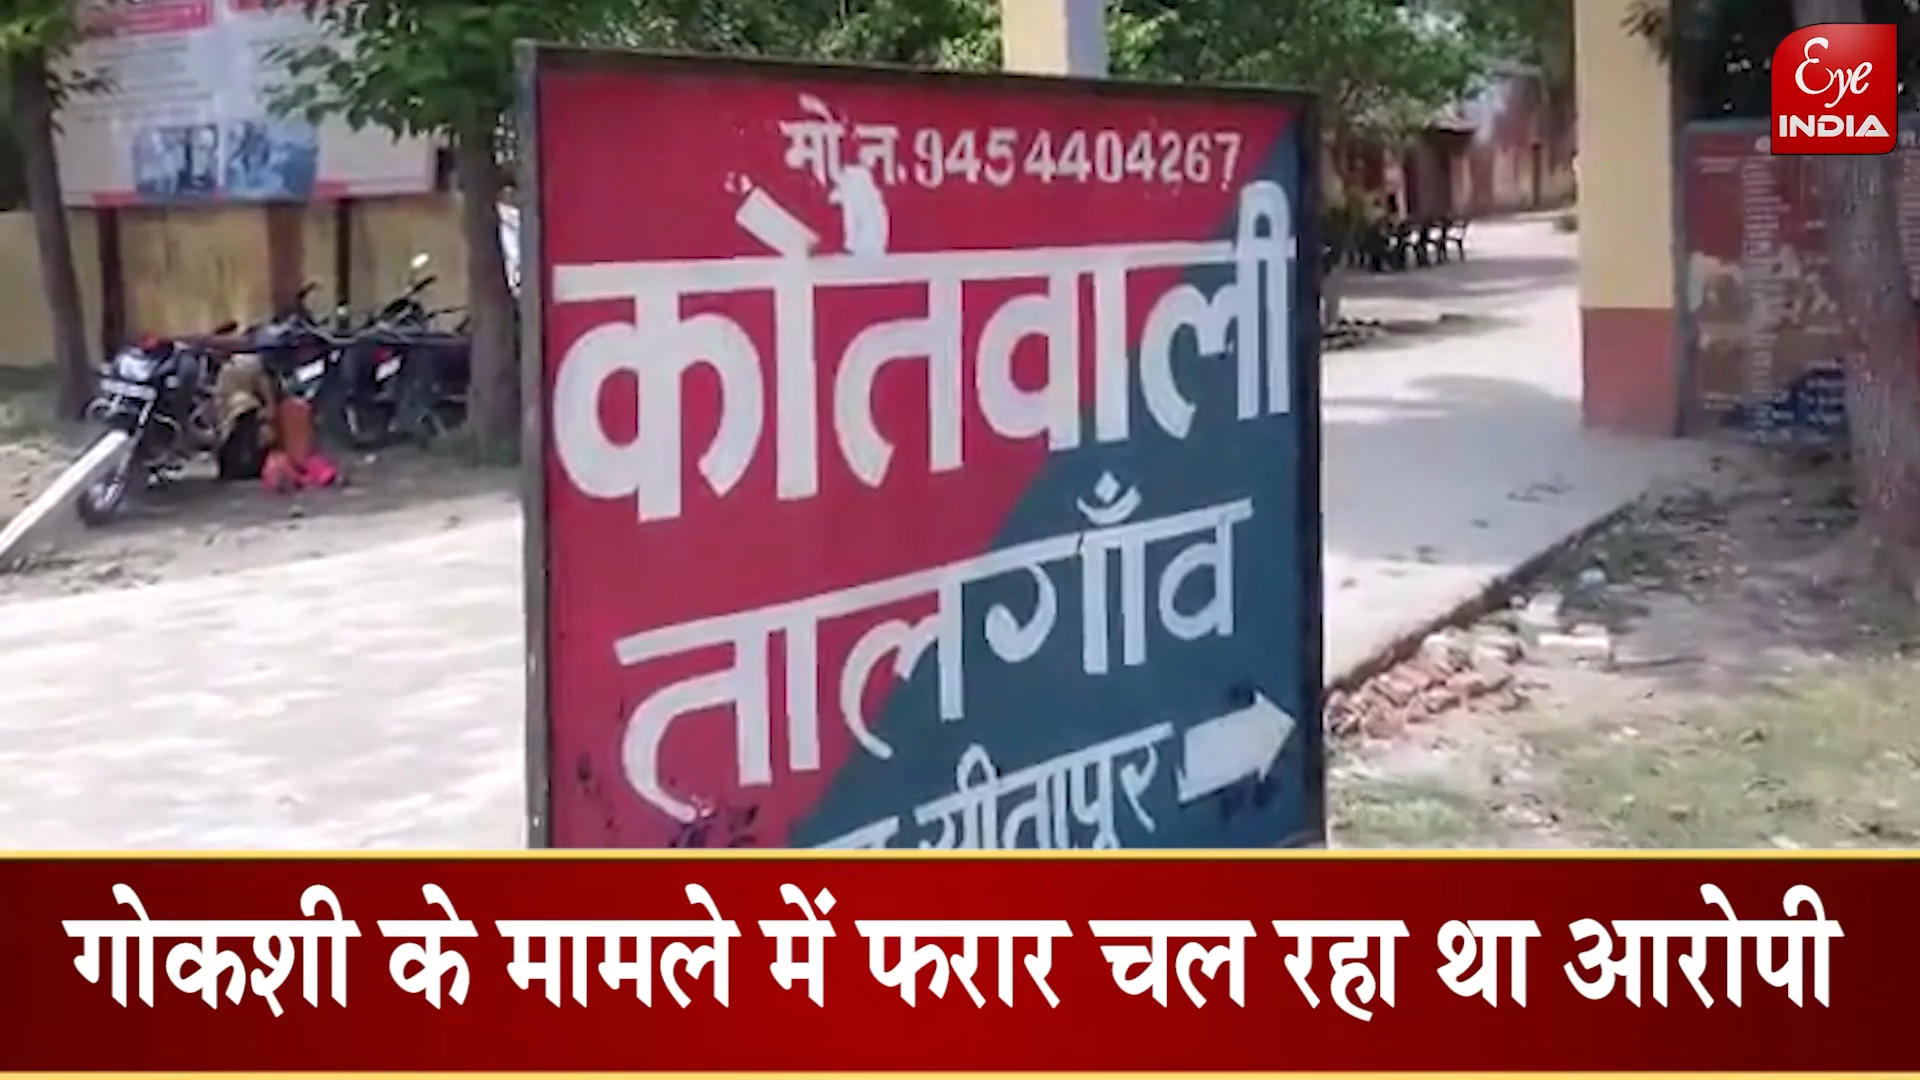 Eye
INDIA
मो.न.9454404267
कोतवाली
तालगाँव
सीतापुर
गोकशी के मामले में फरार चल रहा था आरोपी